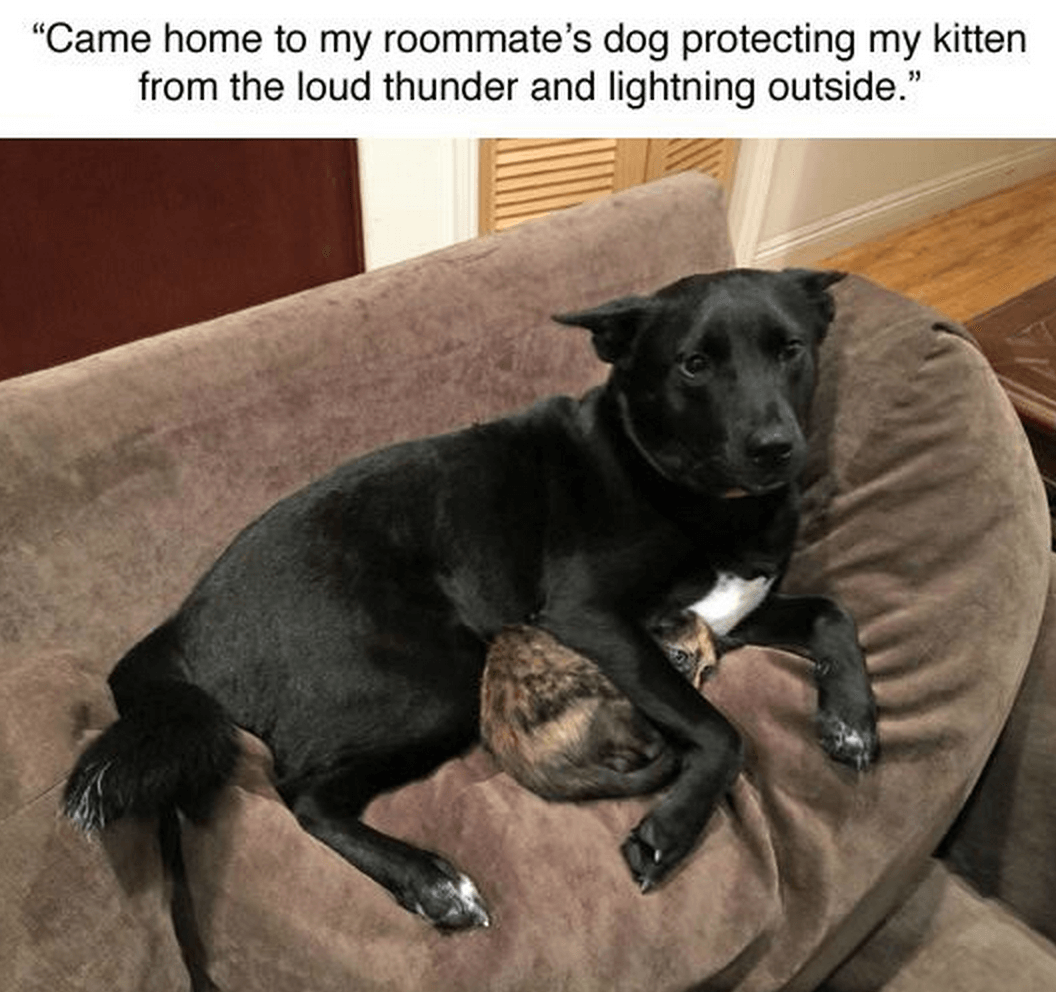 “Came home to my roommate’s dog protecting my kitten
from the loud thunder and lightning outside.”